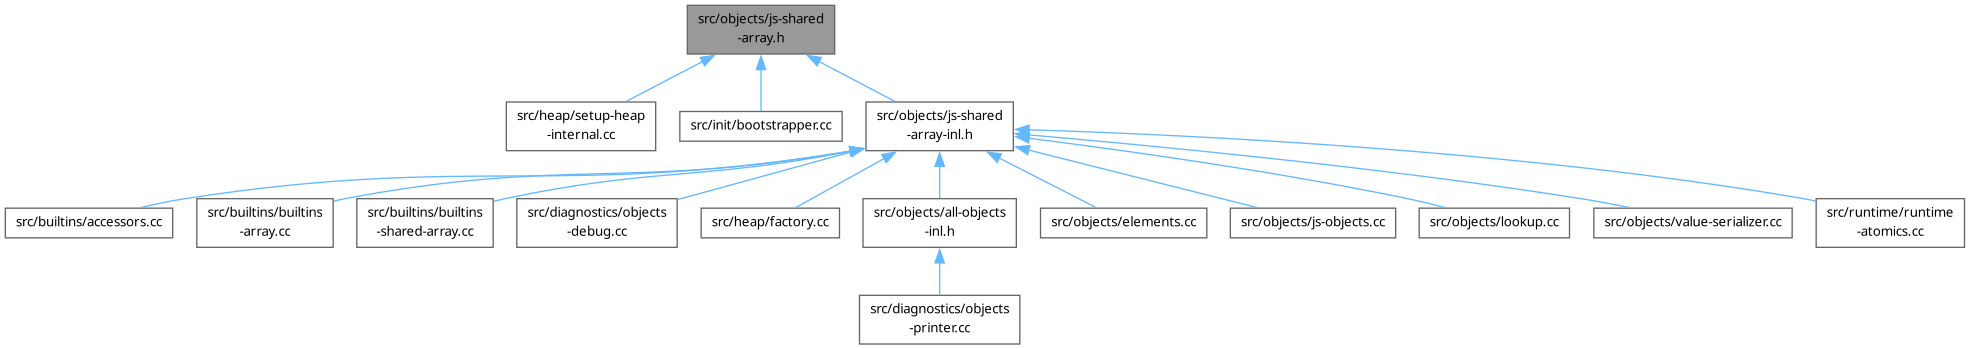 src/objects/js-shared
-array.h
src/heap/setup-heap
-internal.cc
src/init/bootstrapper.cc
src/objects/js-shared
-array-inl.h
src/builtins/accessors.cc
src/builtins/builtins
-array.cc
src/builtins/builtins
-shared-array.cc
src/diagnostics/objects
-debug.cc
src/heap/factory.cc
src/objects/all-objects
-inl.h
src/objects/elements.cc
src/objects/js-objects.cc
src/objects/lookup.cc
src/objects/value-serializer.cc
src/runtime/runtime
-atomics.cc
src/diagnostics/objects
-printer.cc